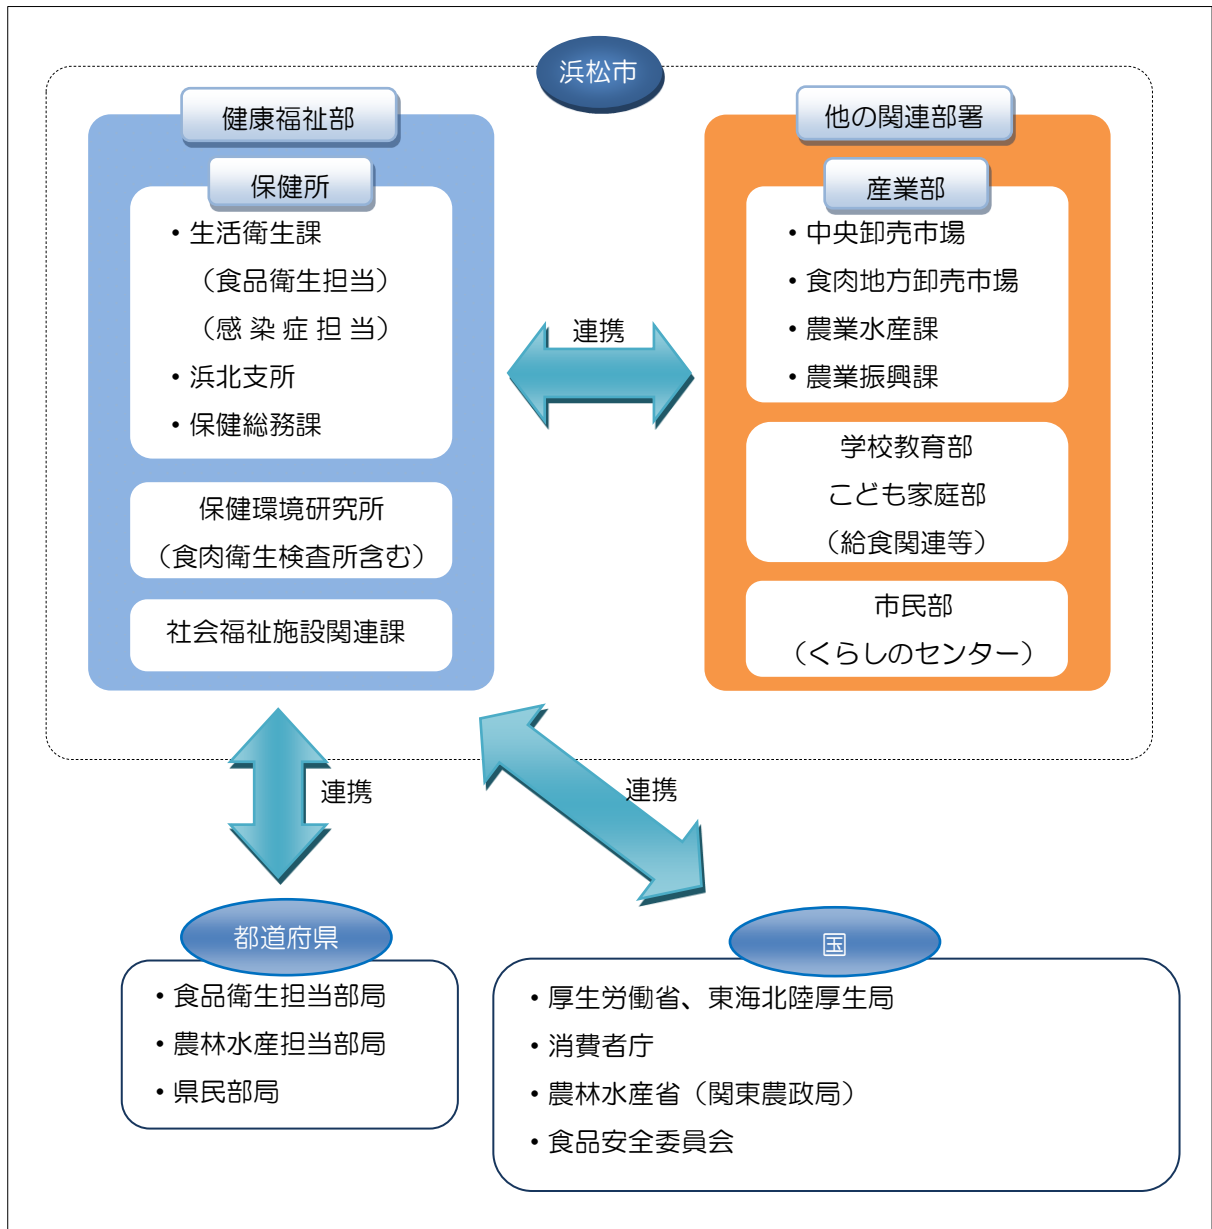 浜松市
健康福祉部
保健所
・生活衛生課
（食品衛生担当）
（感 染 症 担 当）
・浜北支所
・保健総務課
保健環境研究所
（食肉衛生検査所含む）
社会福祉施設関連課
連携
他の関連部署
産業部
・中央卸売市場
・食肉地方卸売市場
・農業水産課
・農業振興課
学校教育部
こども家庭部
（給食関連等）
市民部
（くらしのセンター）
連携
連携
都道府県
・食品衛生担当部局
・農林水産担当部局
・県民部局
国
・厚生労働省、東海北陸厚生局
・消費者庁
・農林水産省（関東農政局）
・食品安全委員会